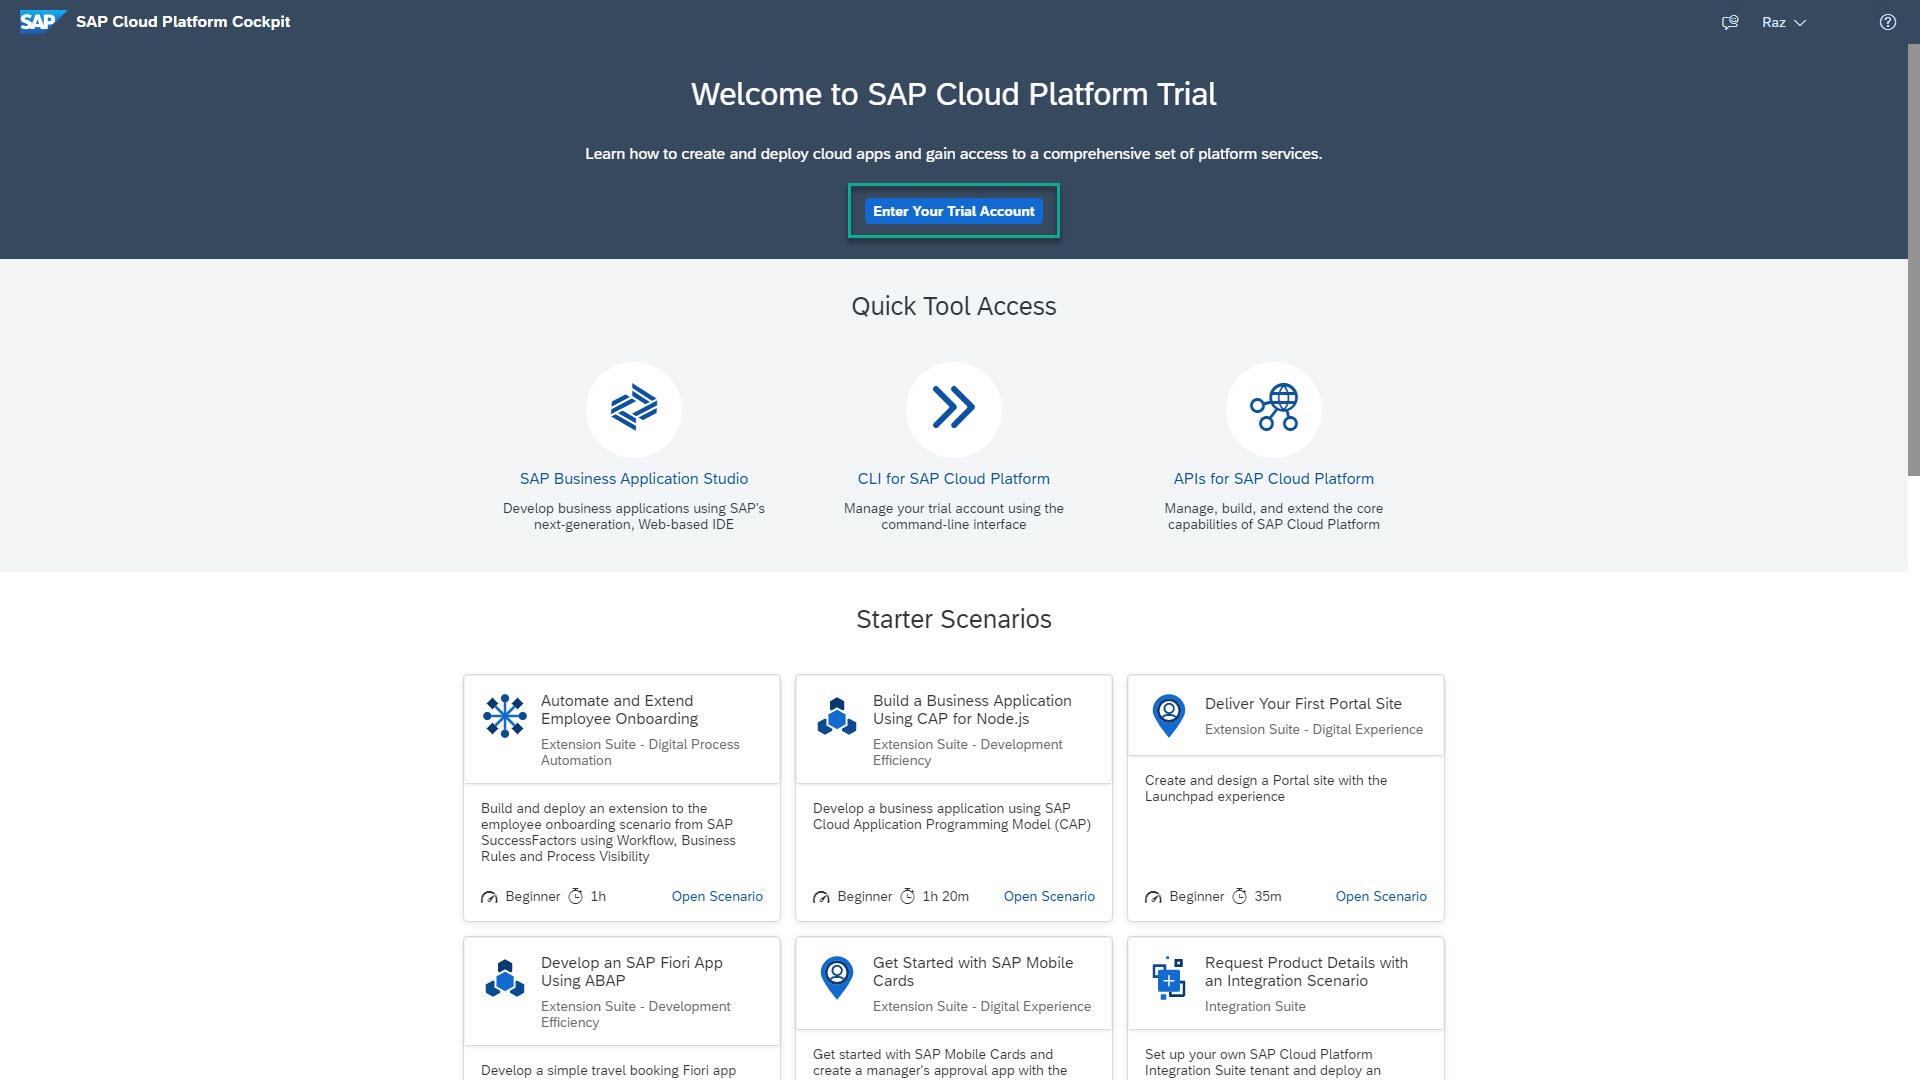 SAP SAP Cloud Platform Cockpit
Raz
Welcome to SAP Cloud Platform Trial
Learn how to create and deploy cloud apps and gain access to a comprehensive set of platform services.
Enter Your Trial Account
Quick Tool Access
SAP Business Application Studio
Develop business applications using SAP's
next-generation, Web-based IDE
CLI for SAP Cloud Platform
Manage your trial account using the
command-line interface
APIs for SAP Cloud Platform
Manage, build, and extend the core
capabilities of SAP Cloud Platform
Starter Scenarios
Automate and Extend
Employee Onboarding
Extension Suite - Digital Process
Automation
Build and deploy an extension to the
employee onboarding scenario from SAP
SuccessFactors using Workflow, Business
Rules and Process Visibility
Beginner 1h Open Scenario
Build a Business Application
Using CAP for Node.js
Extension Suite - Development
Efficiency
Develop a business application using SAP
Cloud Application Programming Model (CAP)
Beginner 1h 20m Open Scenario
Deliver Your First Portal Site
Extension Suite - Digital Experience
Create and design a Portal site with the
Launchpad experience
Beginner 35m Open Scenario
Develop an SAP Fiori App
Using ABAP
Extension Suite - Development
Efficiency
Develop a simple travel booking Fiori app
Get Started with SAP Mobile
Cards
Extension Suite - Digital Experience
Get started with SAP Mobile Cards and
create a manager's approval app with the
Request Product Details with
an Integration Scenario
Integration Suite
Set up your own SAP Cloud Platform
Integration Suite tenant and deploy an